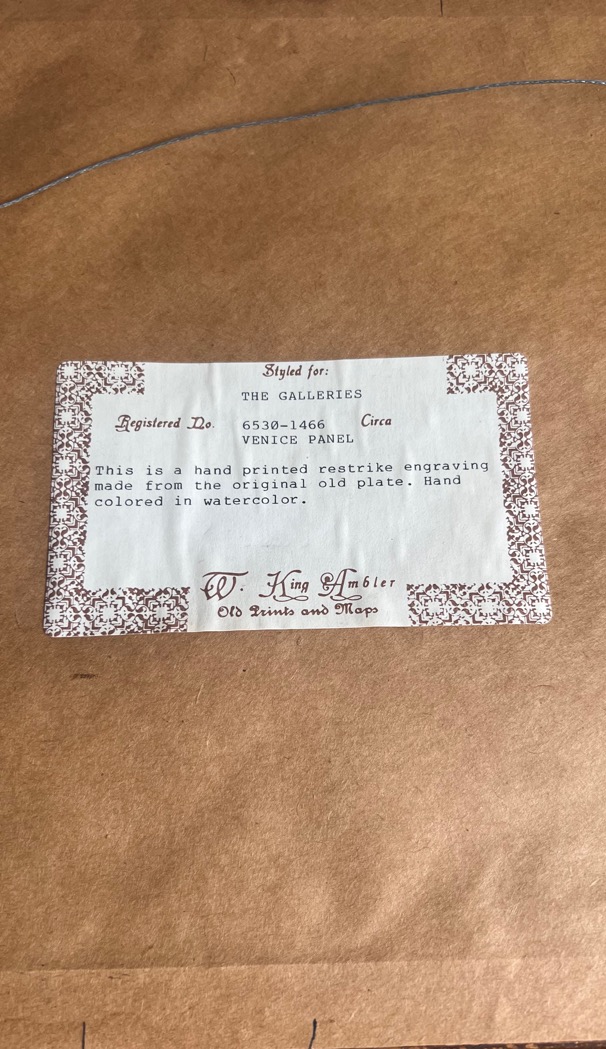 Styled for:
THE GALLERIES
Registered No. 6530-1466 Circa
VENICE PANEL
This is a hand printed restrike engraving
made from the original old plate. Hand
colored in watercolor.
W. King Ambler
Old Prints and Maps